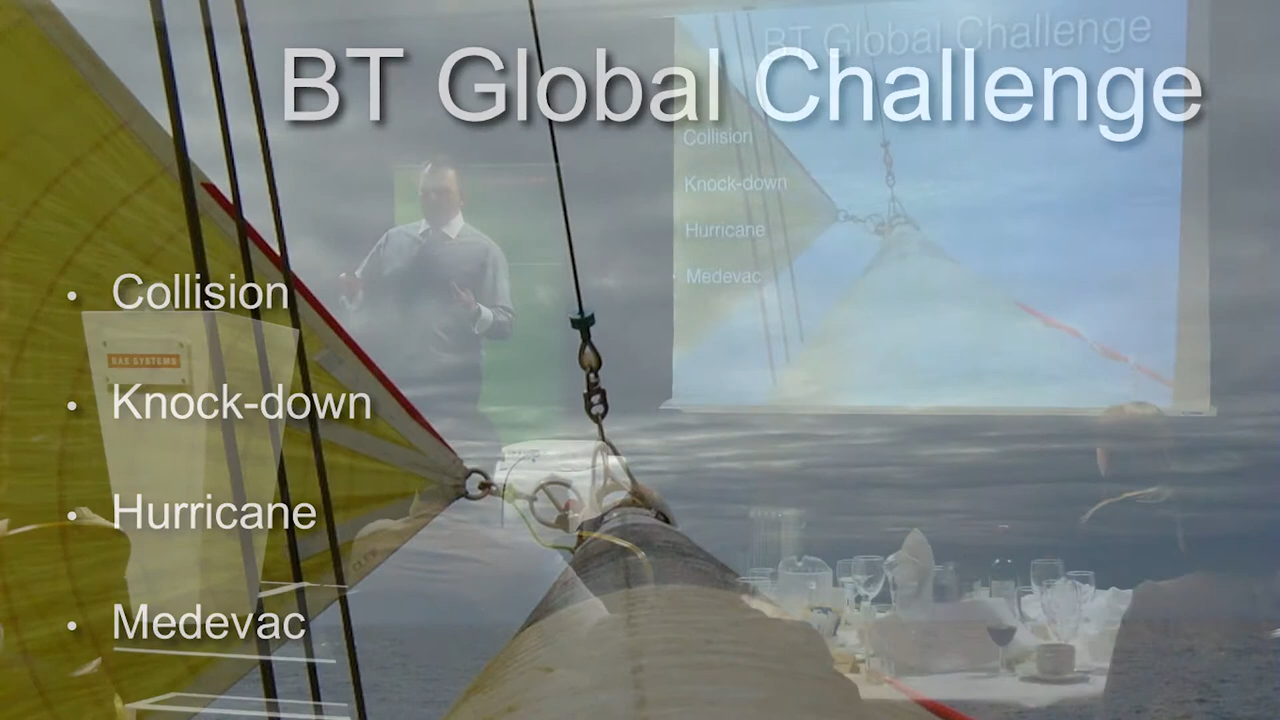 BT Global Challenge
BT Global Challenge
Collision
Knock-down
Hurricane
Medevac
• Collision
BAE SYSTEMS
• Knock-down
• Hurricane
• Medevac